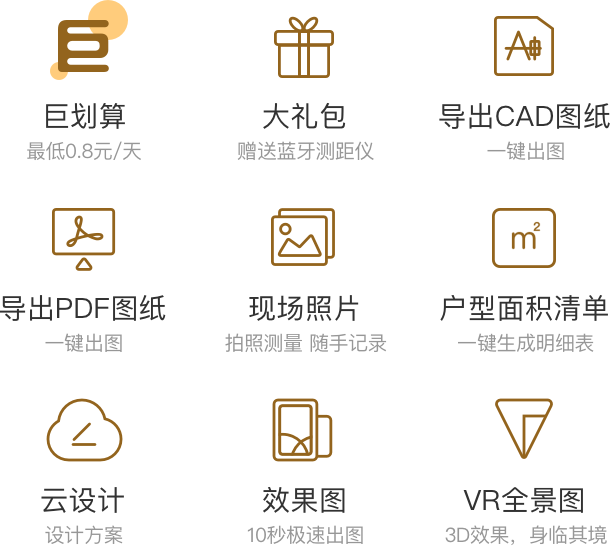 巨划算
最低0.8元/天
大礼包
赠送蓝牙测距仪
导出CAD图纸
一键出图
导出PDF图纸
一键出图
现场照片
拍照测量 随手记录
m²
户型面积清单
一键生成明细表
云设计
设计方案
效果图
10秒极速出图
VR全景图
3D效果，身临其境